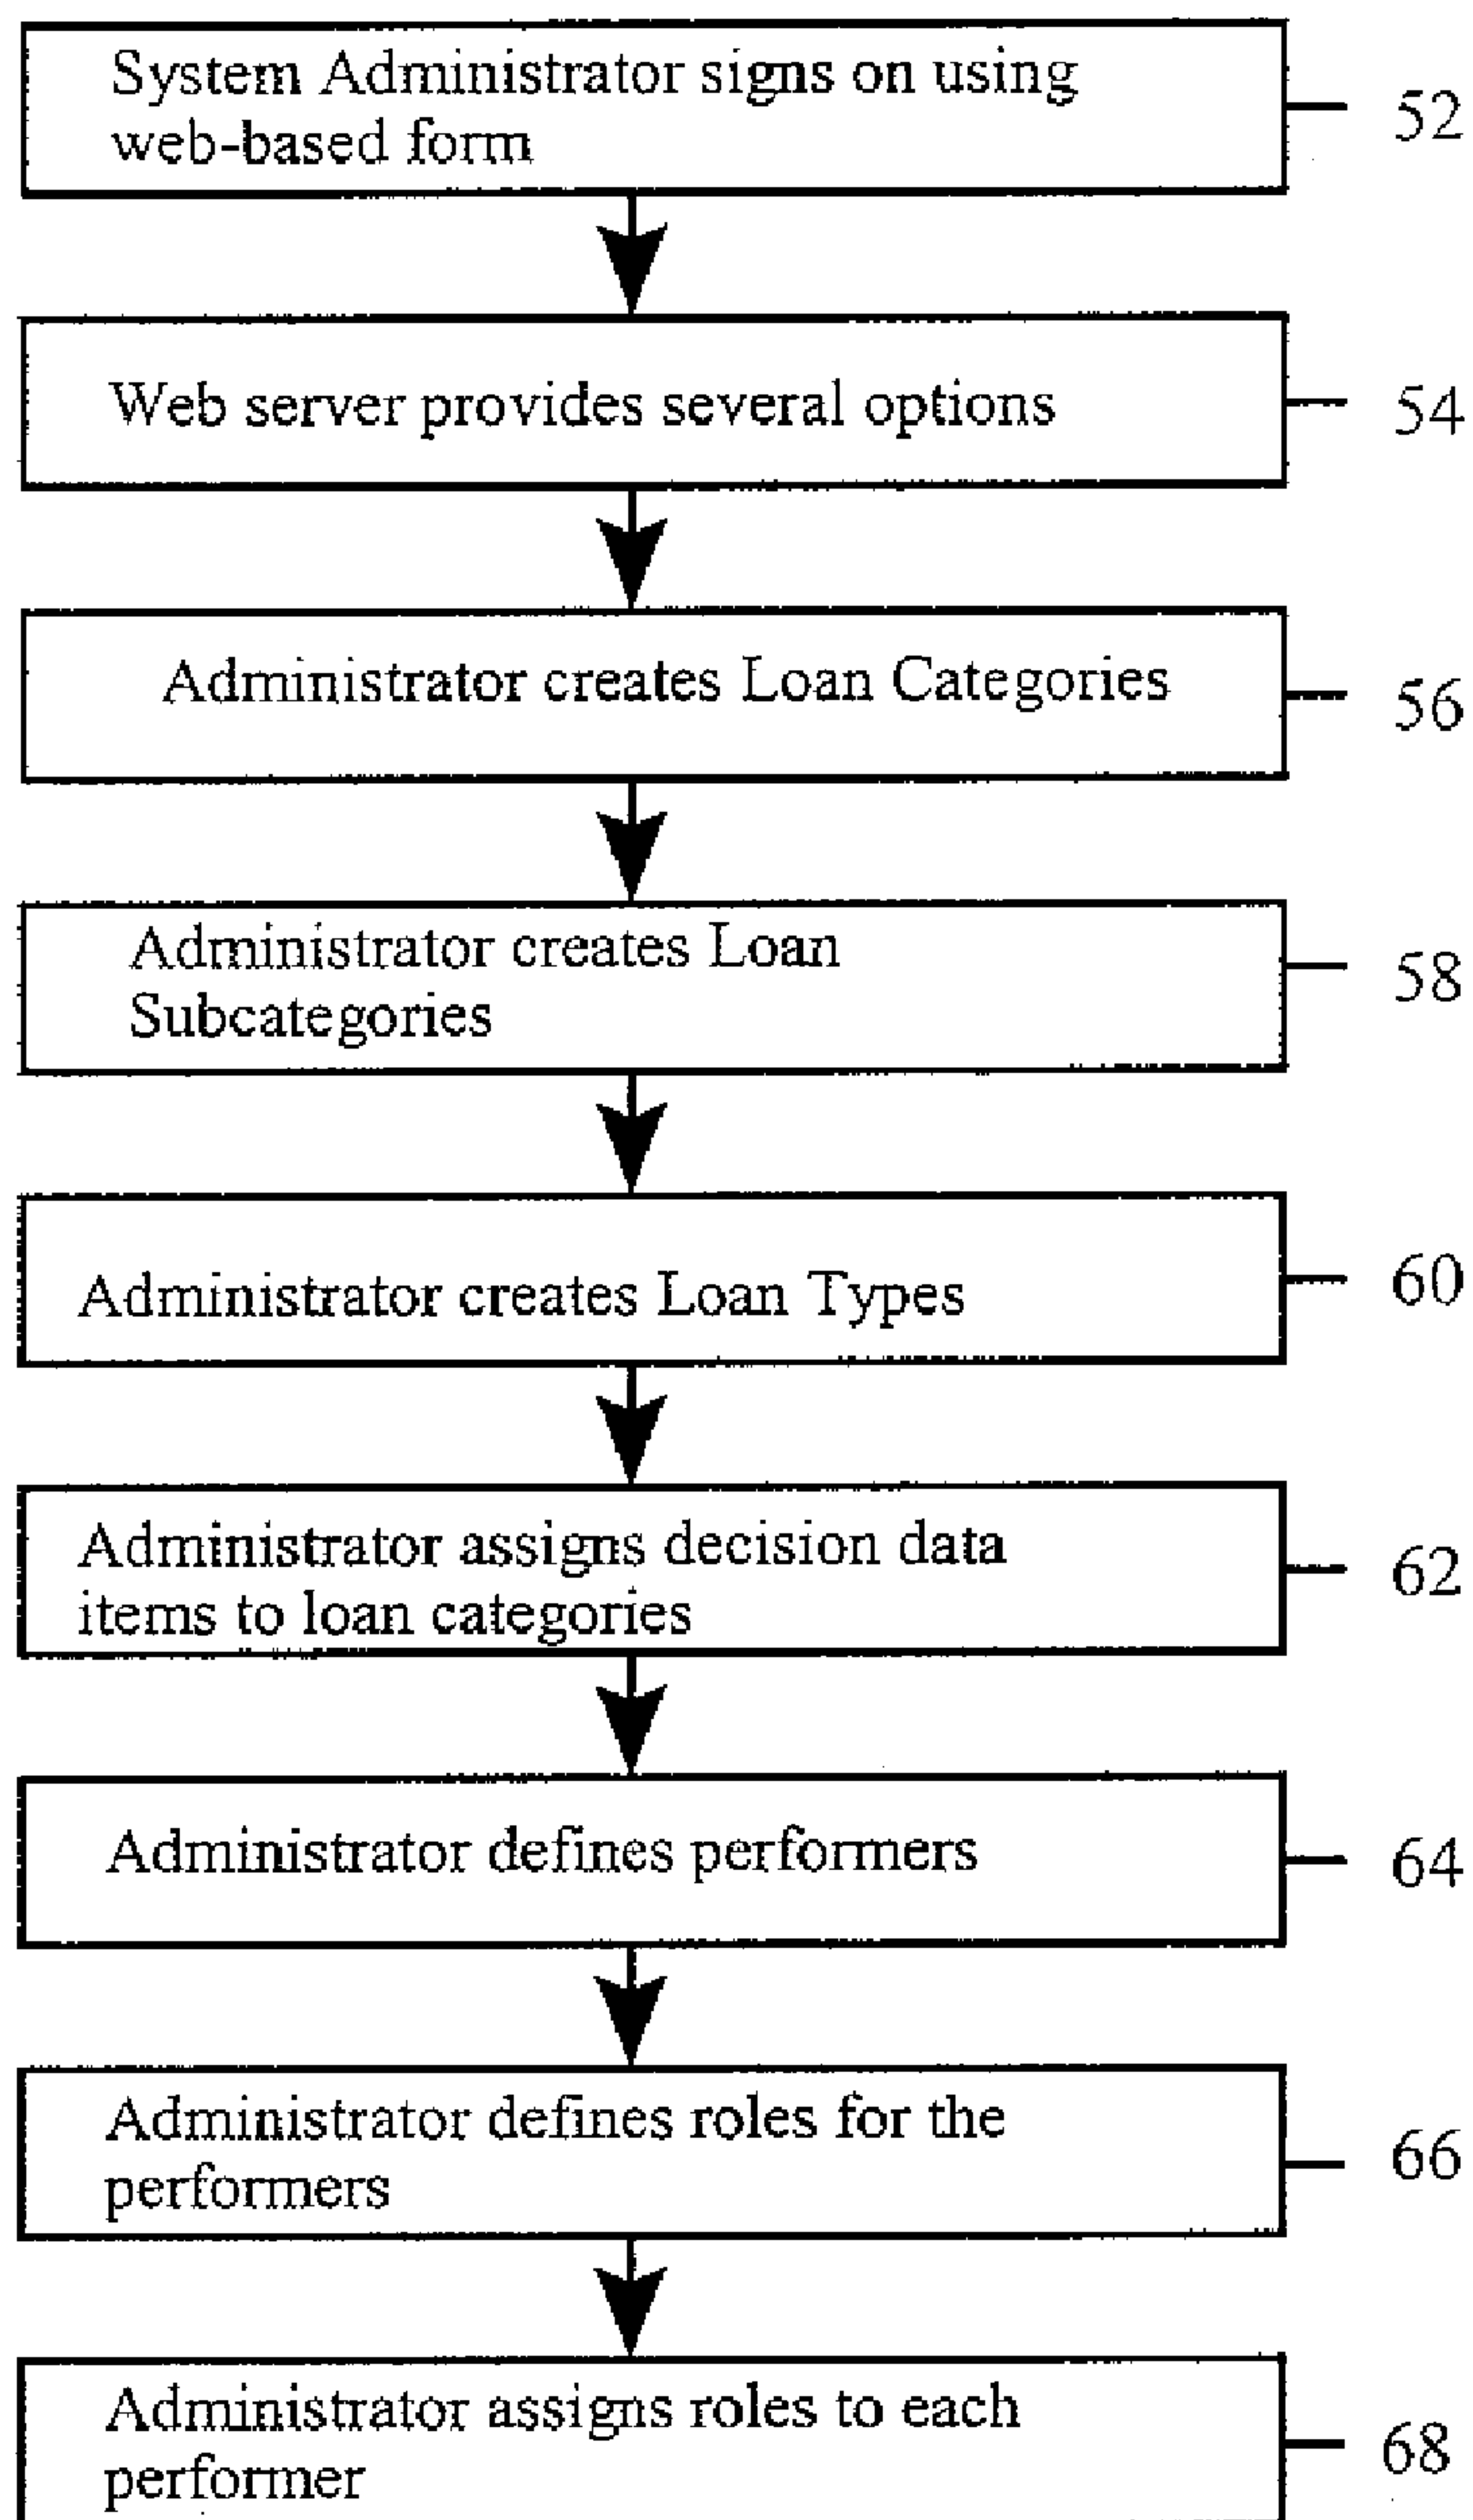 System Administrator signs on using
web-based form
52
Web server provides several options
54
Administrator creates Loan Categories
56
Administrator creates Loan
Subcategories
58
Administrator creates Loan Types
60
Administrator assigns decision data
items to loan categories
62
Administrator defines performers
64
Administrator defines roles for the
performers
66
Administrator assigns roles to each
performer
68